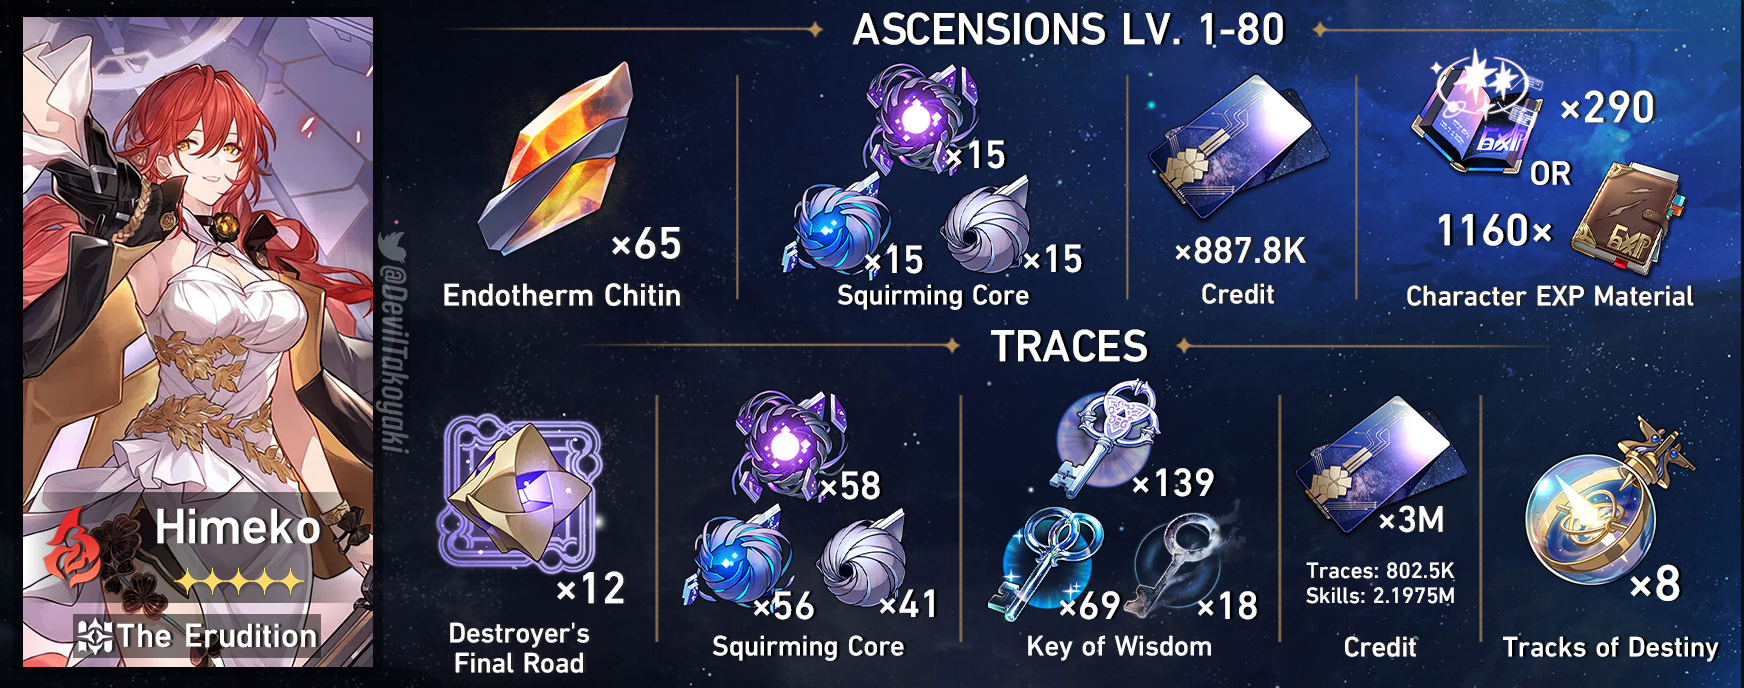 ASCENSIONS LV. 1-80
×65
Endotherm Chitin
×15
×15
×15
Squirming Core
×887.8K
Credit
×290
OR
1160×
Character EXP Material
@DevilTakoyaki
Himeko
The Erudition
TRACES
×12
Destroyer's
Final Road
×58
×56
×41
Squirming Core
×139
×69
×18
Key of Wisdom
×3M
Traces: 802.5K
Skills: 2.1975M
Credit
×8
Tracks of Destiny